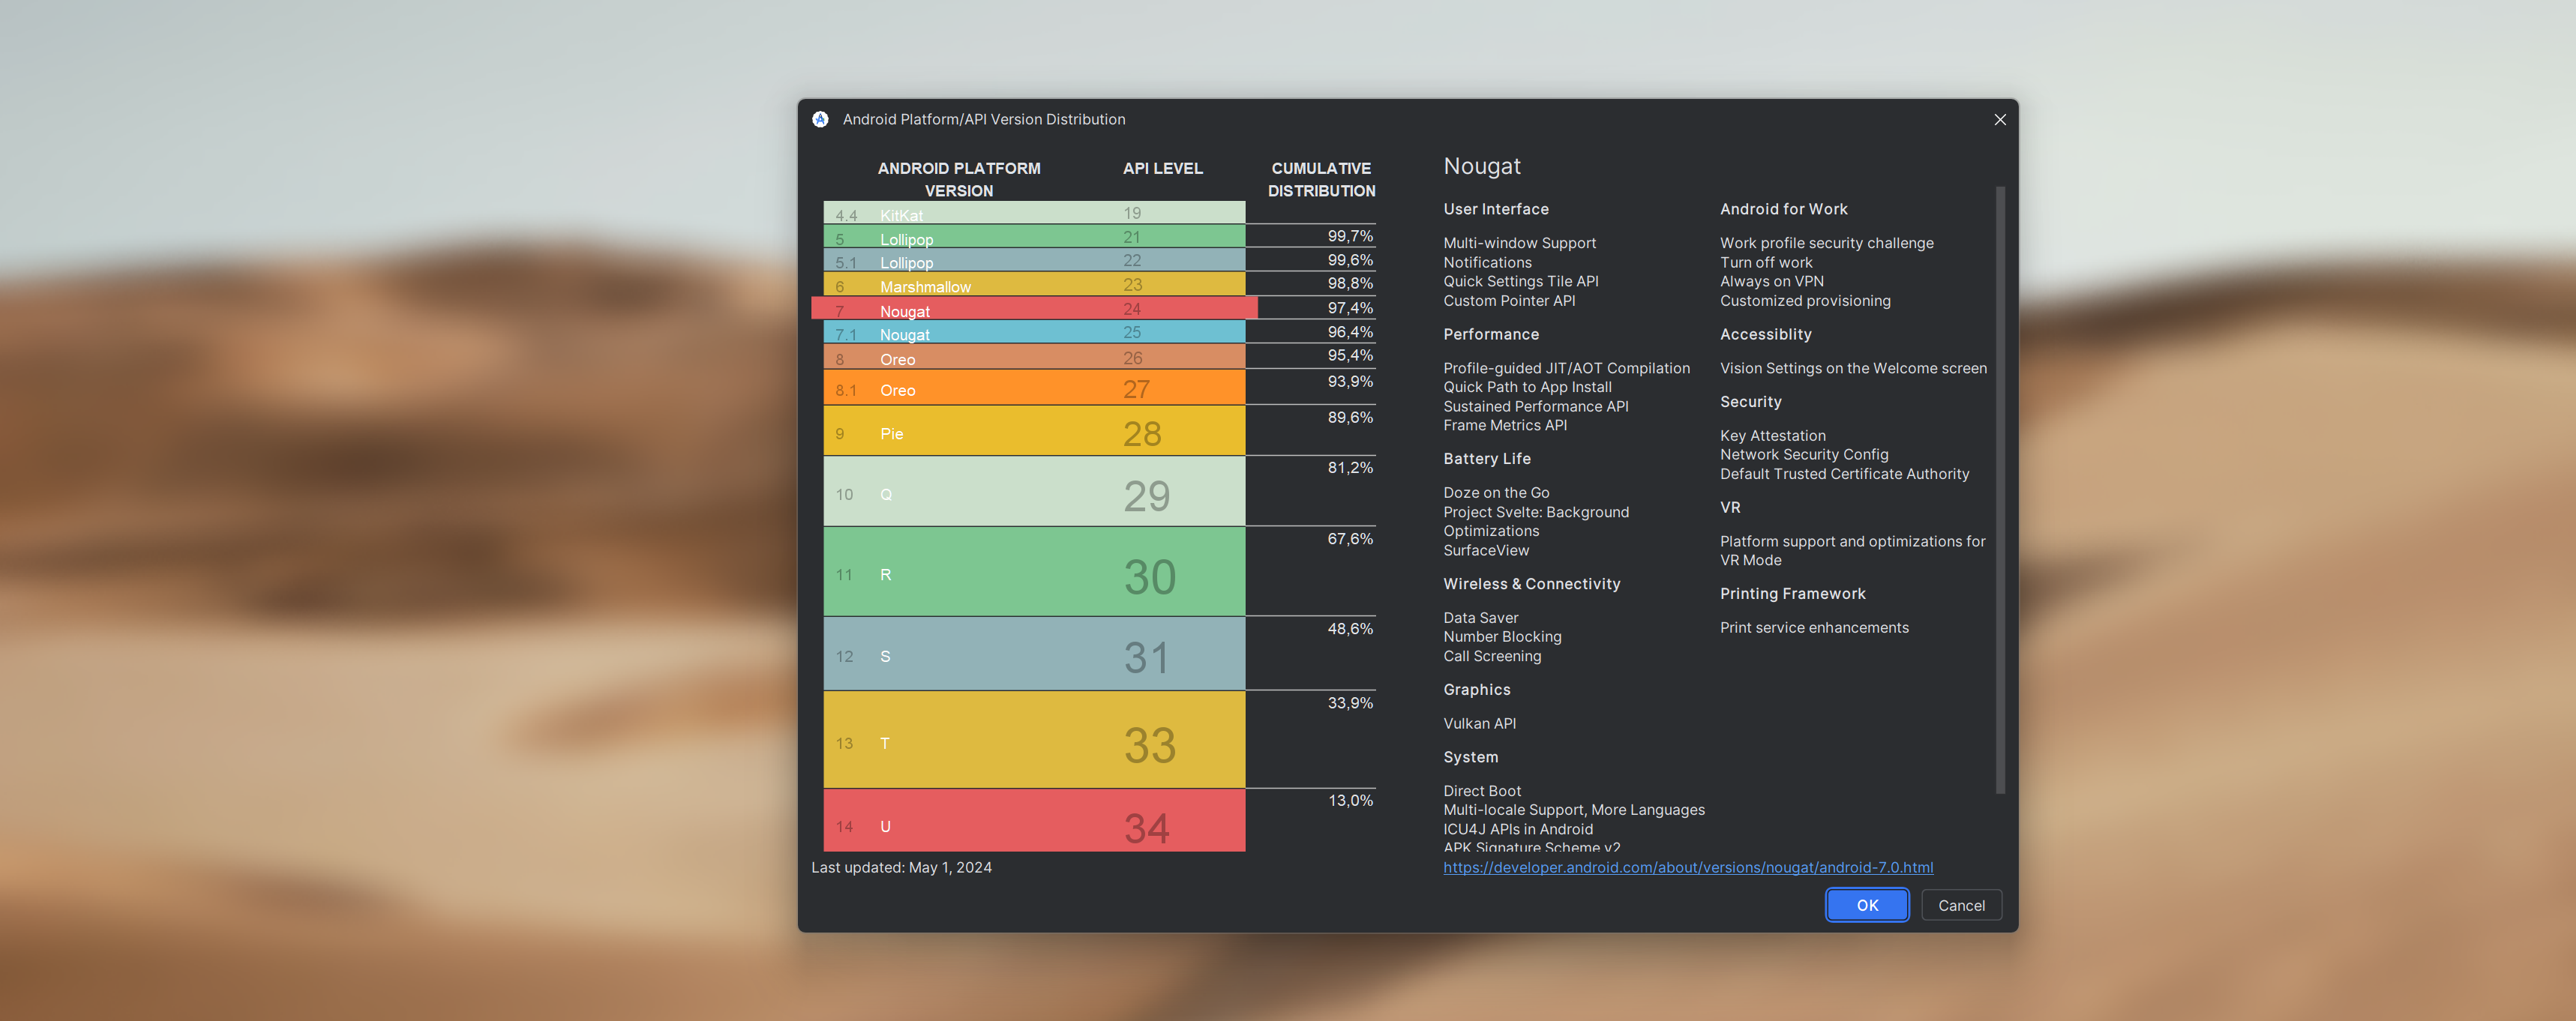 Android Platform/API Version Distribution
ANDROID PLATFORM VERSION
API LEVEL
CUMULATIVE DISTRIBUTION
4.4 KitKat 19
5 Lollipop 21 99,7%
5.1 Lollipop 22 99,6%
6 Marshmallow 23 98,8%
7 Nougat 24 97,4%
7.1 Nougat 25 96,4%
8 Oreo 26 95,4%
8.1 Oreo 27 93,9%
9 Pie 28 89,6%
10 Q 29 81,2%
11 R 30 67,6%
12 S 31 48,6%
13 T 33 33,9%
14 U 34 13,0%
Last updated: May 1, 2024
Nougat
User Interface
Multi-window Support
Notifications
Quick Settings Tile API
Custom Pointer API
Performance
Profile-guided JIT/AOT Compilation
Quick Path to App Install
Sustained Performance API
Frame Metrics API
Battery Life
Doze on the Go
Project Svelte: Background
Optimizations
SurfaceView
Wireless & Connectivity
Data Saver
Number Blocking
Call Screening
Graphics
Vulkan API
System
Direct Boot
Multi-locale Support, More Languages
ICU4J APIs in Android
APK Signature Scheme v2
Android for Work
Work profile security challenge
Turn off work
Always on VPN
Customized provisioning
Accessiblity
Vision Settings on the Welcome screen
Security
Key Attestation
Network Security Config
Default Trusted Certificate Authority
VR
Platform support and optimizations for
VR Mode
Printing Framework
Print service enhancements
https://developer.android.com/about/versions/nougat/android-7.0.html
OK
Cancel